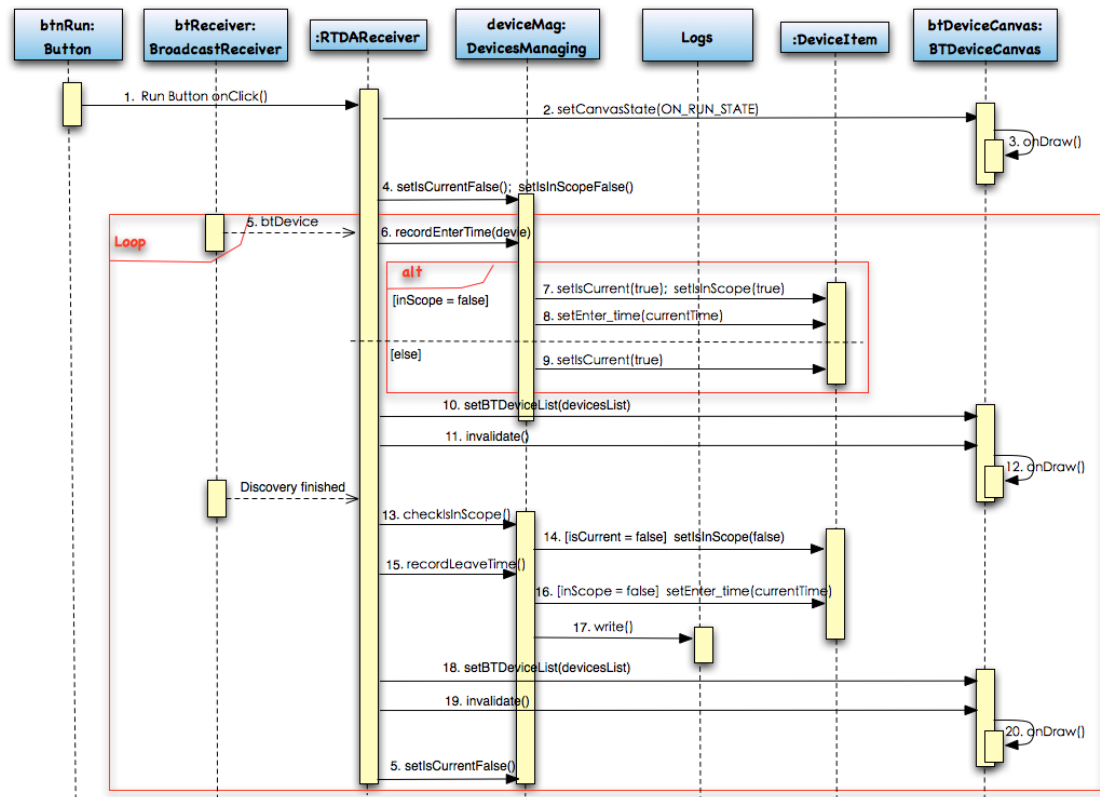 btnRun:
Button
btReceiver:
BroadcastReceiver
:RTDAReceiver
deviceMag:
DevicesManaging
Logs
:DeviceItem
btDeviceCanvas:
BTDeviceCanvas
1. Run Button onClick()
2. setCanvasState(ON_RUN_STATE)
3. onDraw()
4. setIsCurrentFalse(); setIsInScopeFalse()
Loop
5. btDevice
6. recordEnterTime(devie)
alt
[inScope = false]
7. setIsCurrent(true); setIsInScope(true)
8. setEnter_time(currentTime)
[else]
9. setIsCurrent(true)
10. setBTDeviceList(devicesList)
11. invalidate()
12. onDraw()
Discovery finished
13. checkIsInScope()
14. [isCurrent = false] setIsInScope(false)
15. recordLeaveTime()
16. [inScope = false] setEnter_time(currentTime)
17. write()
18. setBTDeviceList(devicesList)
19. invalidate()
20. onDraw()
5. setIsCurrentFalse()